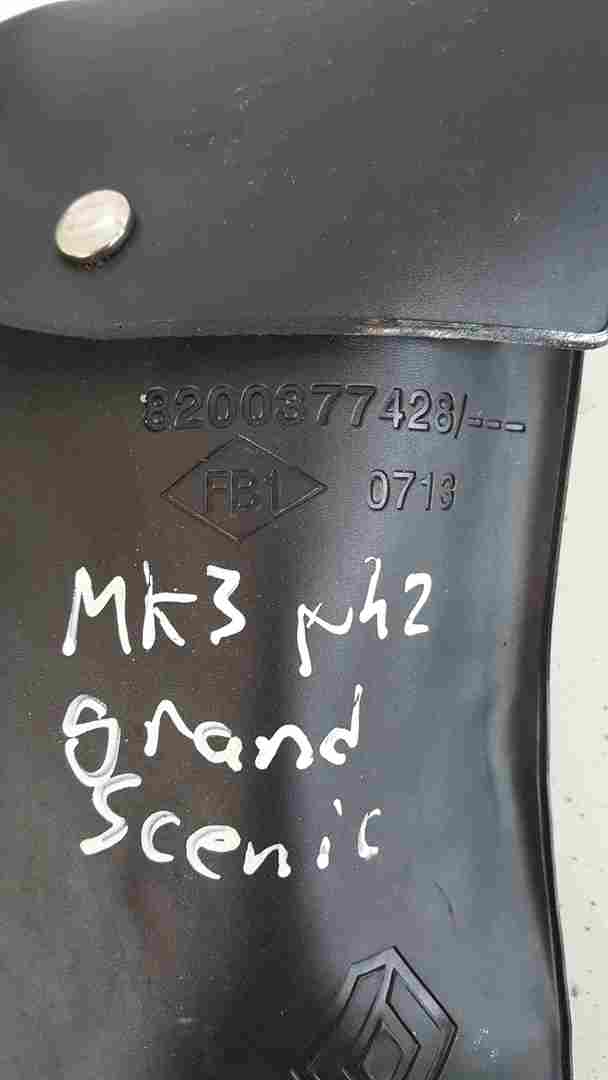 8200377428/---
FB1 0713
MK3 ph2
grand
Scenic